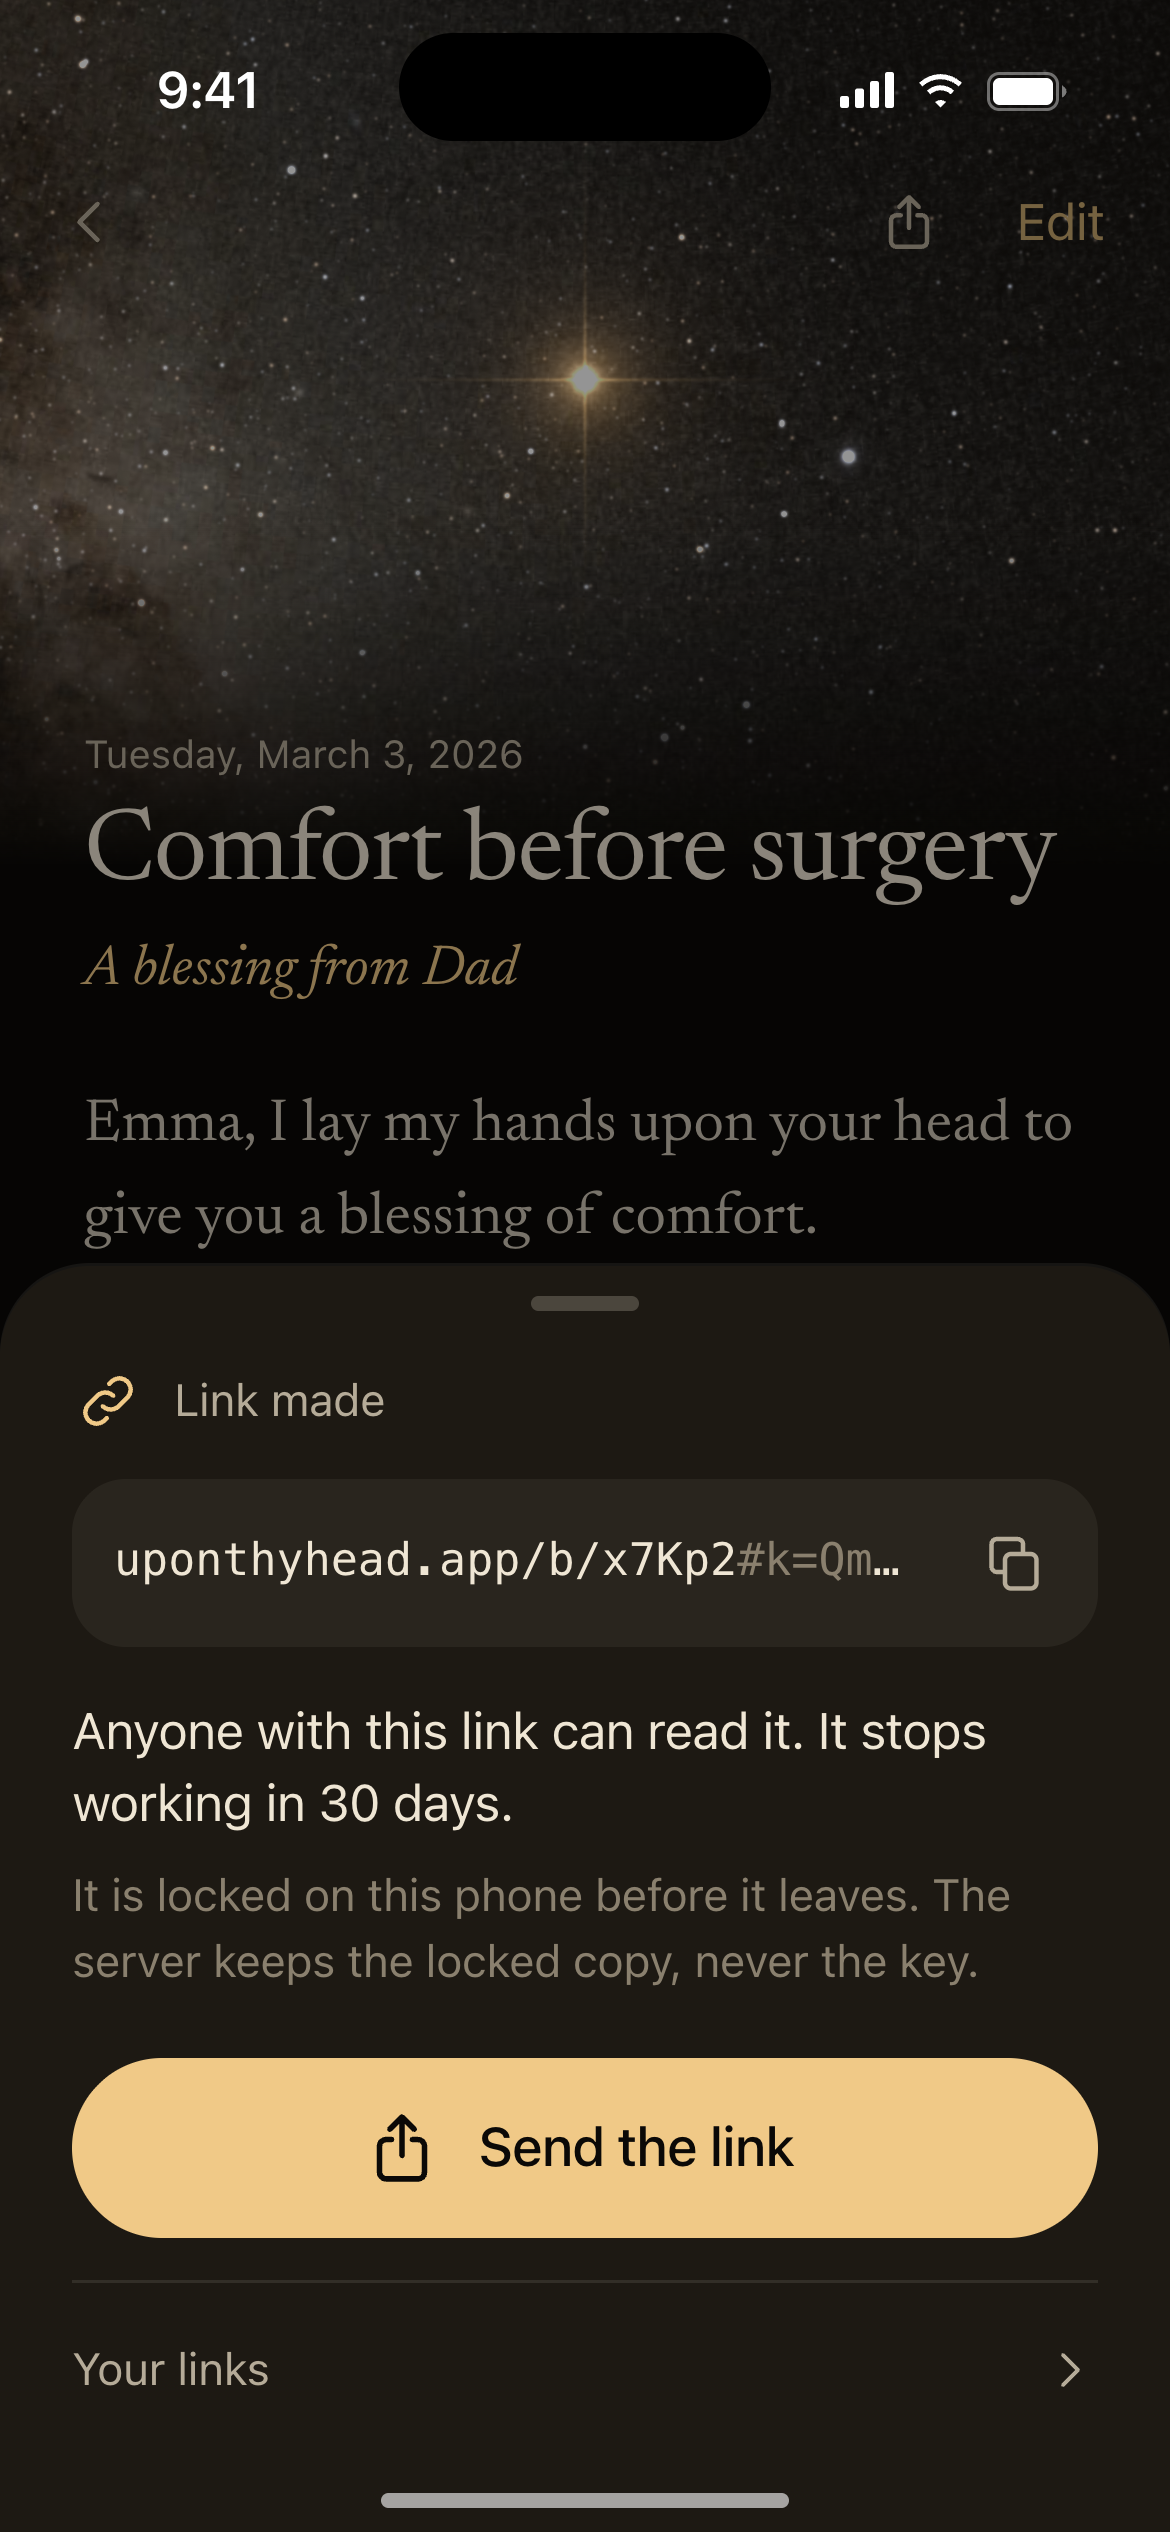 9:41
Edit
Tuesday, March 3, 2026
Comfort before surgery
A blessing from Dad
Emma, I lay my hands upon your head to
give you a blessing of comfort.
Link made
uponthyhead.app/b/x7Kp2#k=Qm…
Anyone with this link can read it. It stops
working in 30 days.
It is locked on this phone before it leaves. The
server keeps the locked copy, never the key.
Send the link
Your links